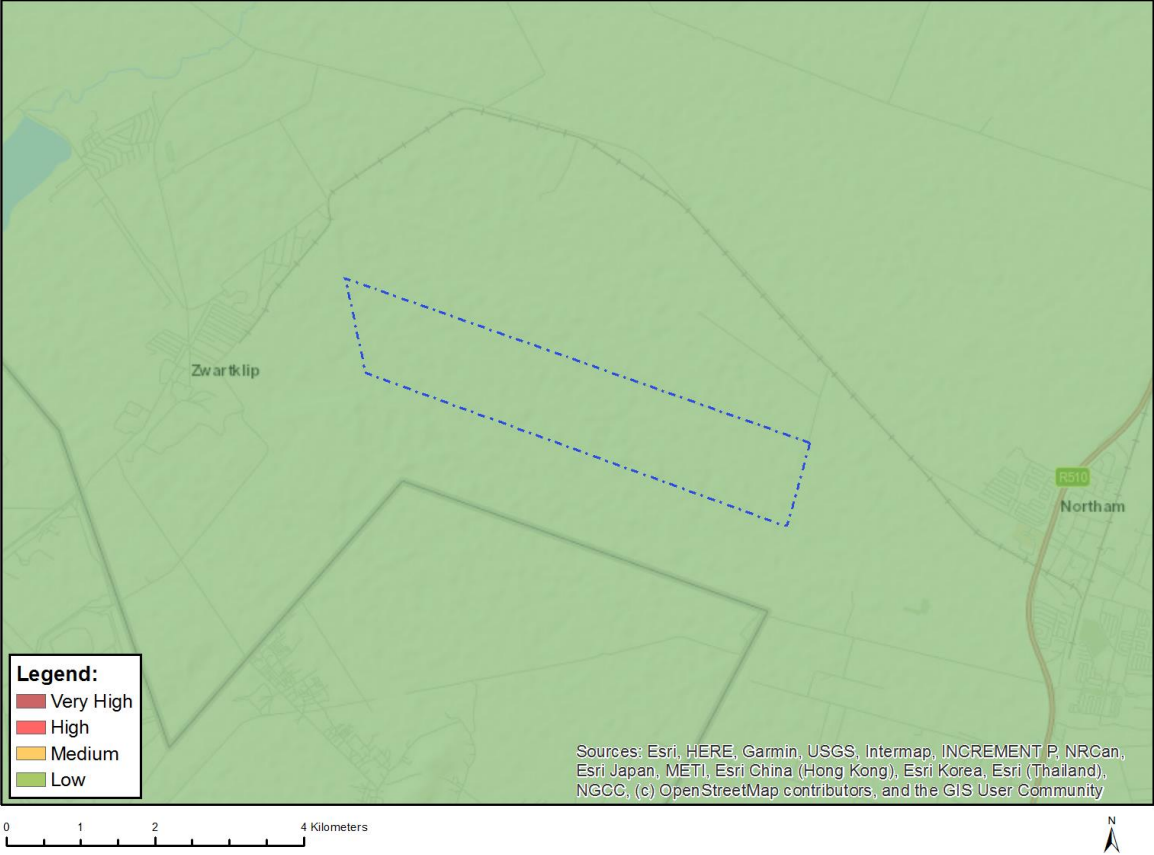 Zwartklip
R510
Northam
Legend:
Very High
High
Medium
Low
Sources: Esri, HERE, Garmin, USGS, Intermap, INCREMENT P, NRCan,
Esri Japan, METI, Esri China (Hong Kong), Esri Korea, Esri (Thailand),
NGCC, (c) OpenStreetMap contributors, and the GIS User Community
0 1 2 4 Kilometers
N